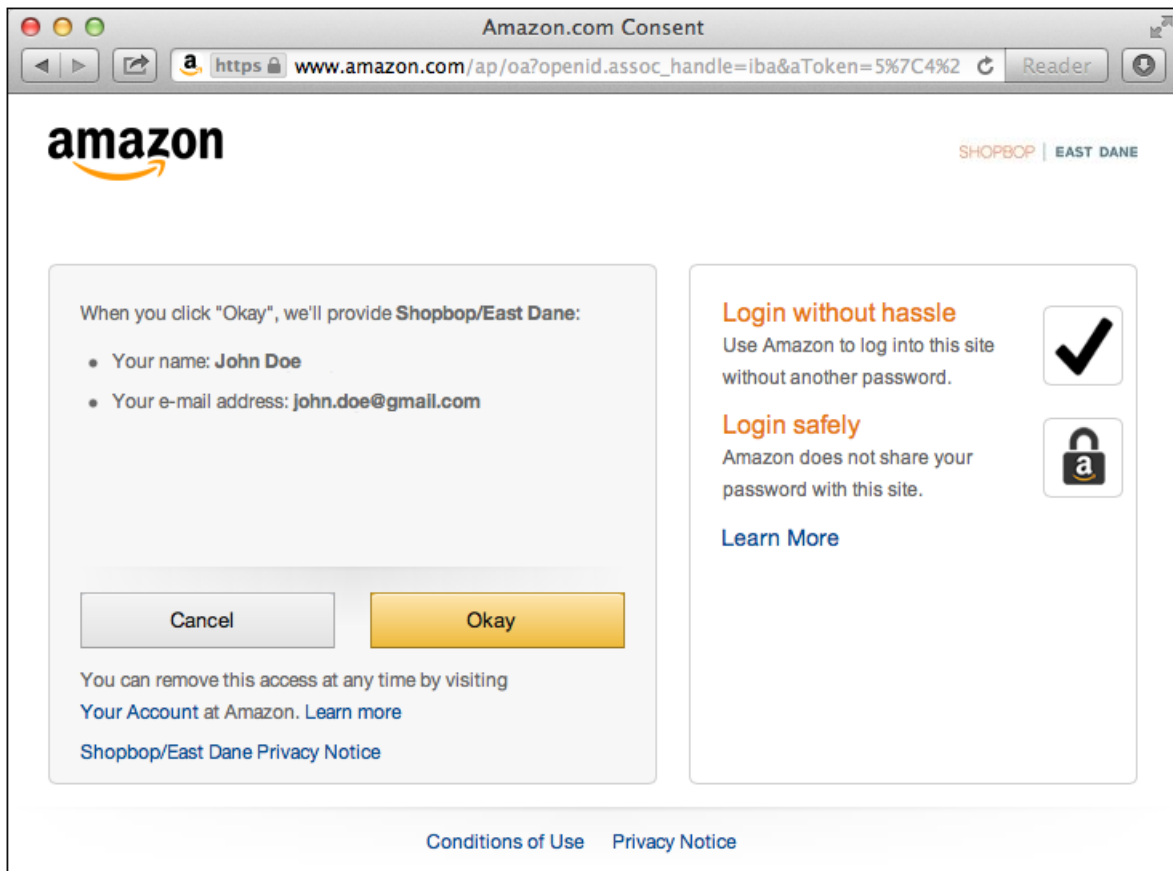 Amazon.com Consent
a https www.amazon.com/ap/oa?openid.assoc_handle=iba&aToken=5%7C4%2 Reader
amazon
SHOPBOP | EAST DANE
When you click "Okay", we'll provide Shopbop/East Dane:
• Your name: John Doe
• Your e-mail address: john.doe@gmail.com
Cancel
Okay
You can remove this access at any time by visiting
Your Account at Amazon. Learn more
Shopbop/East Dane Privacy Notice
Login without hassle
Use Amazon to log into this site
without another password.
Login safely
Amazon does not share your
password with this site.
a
Learn More
Conditions of Use Privacy Notice